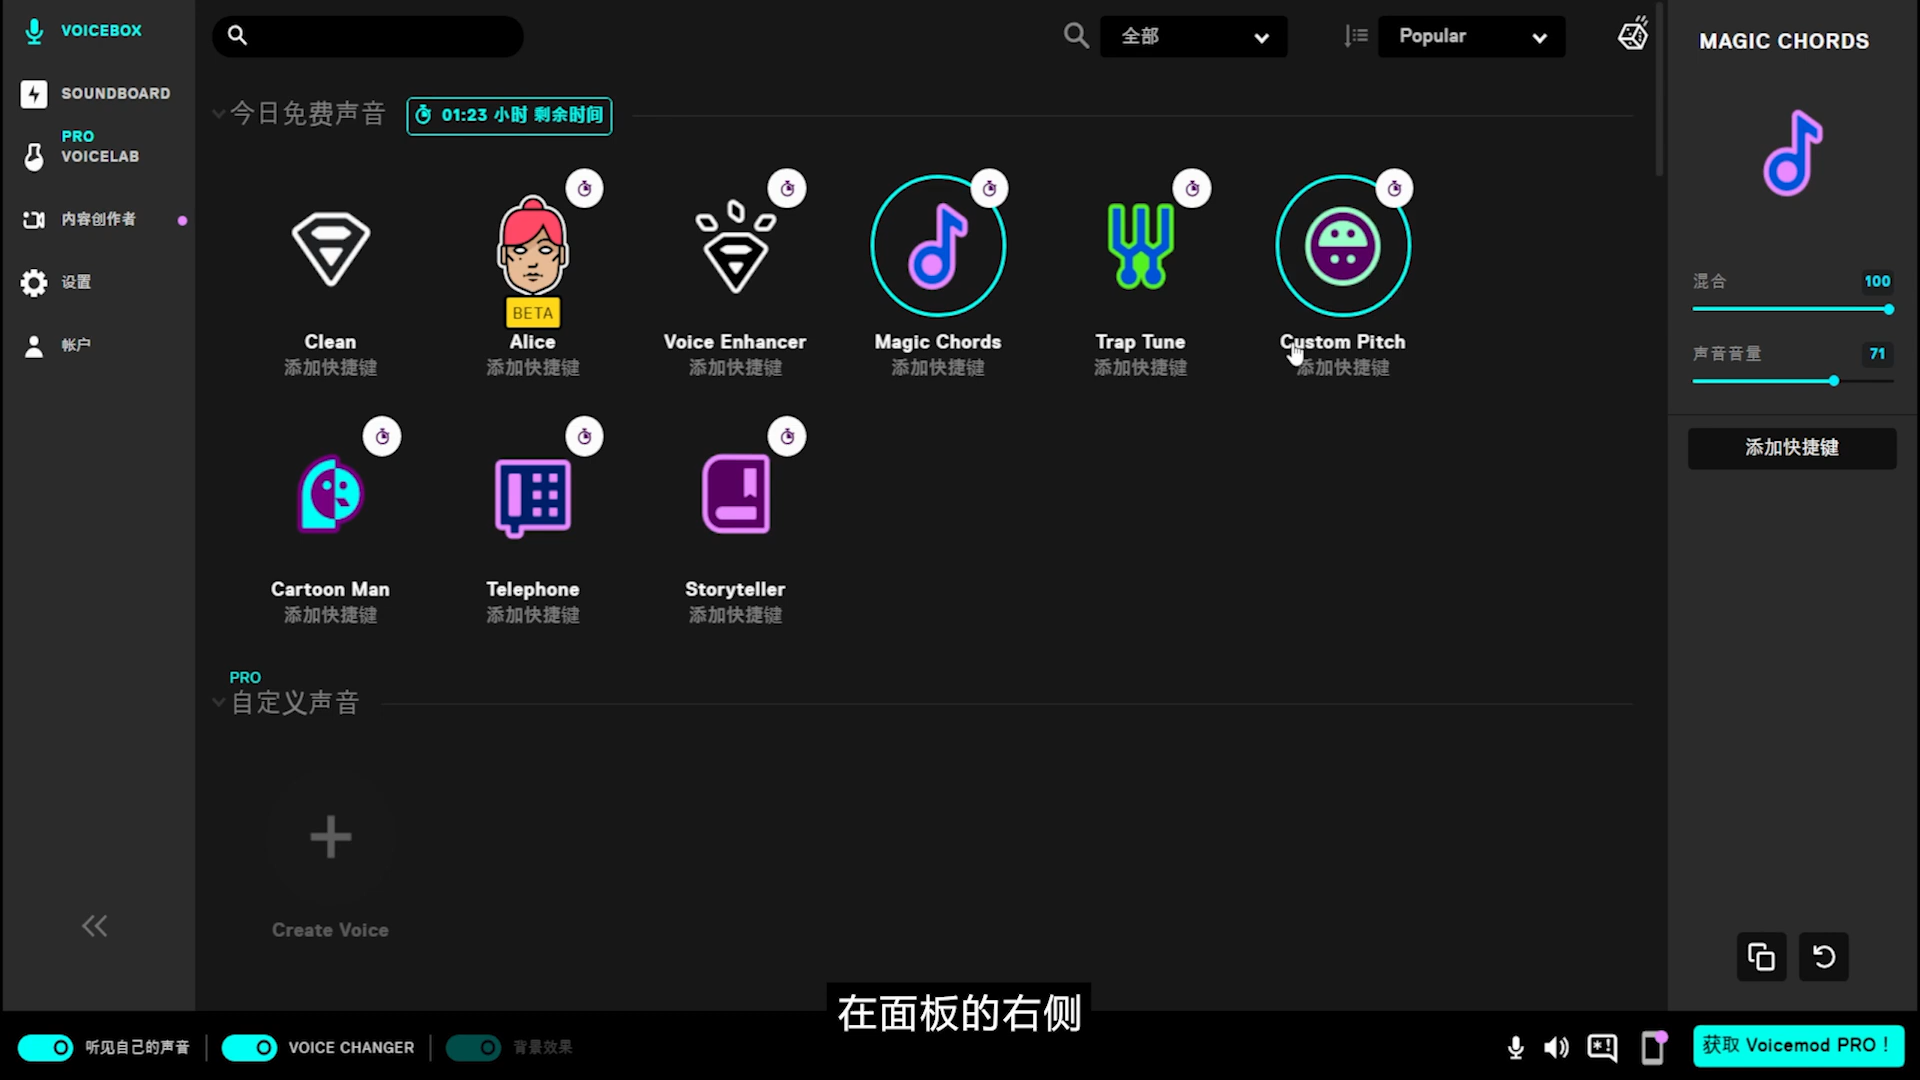 VOICEBOX
SOUNDBOARD
PRO
VOICELAB
内容创作者
设置
帐户
全部
Popular
今日免费声音
01:23 小时 剩余时间
BETA
Clean
Alice
Voice Enhancer
Magic Chords
Trap Tune
Custom Pitch
添加快捷键
添加快捷键
添加快捷键
添加快捷键
添加快捷键
添加快捷键
Cartoon Man
Telephone
Storyteller
添加快捷键
添加快捷键
添加快捷键
PRO
自定义声音
Create Voice
MAGIC CHORDS
混合
100
声音音量
71
添加快捷键
在面板的右侧
听见自己的声音
VOICE CHANGER
背景效果
获取 Voicemod PRO！